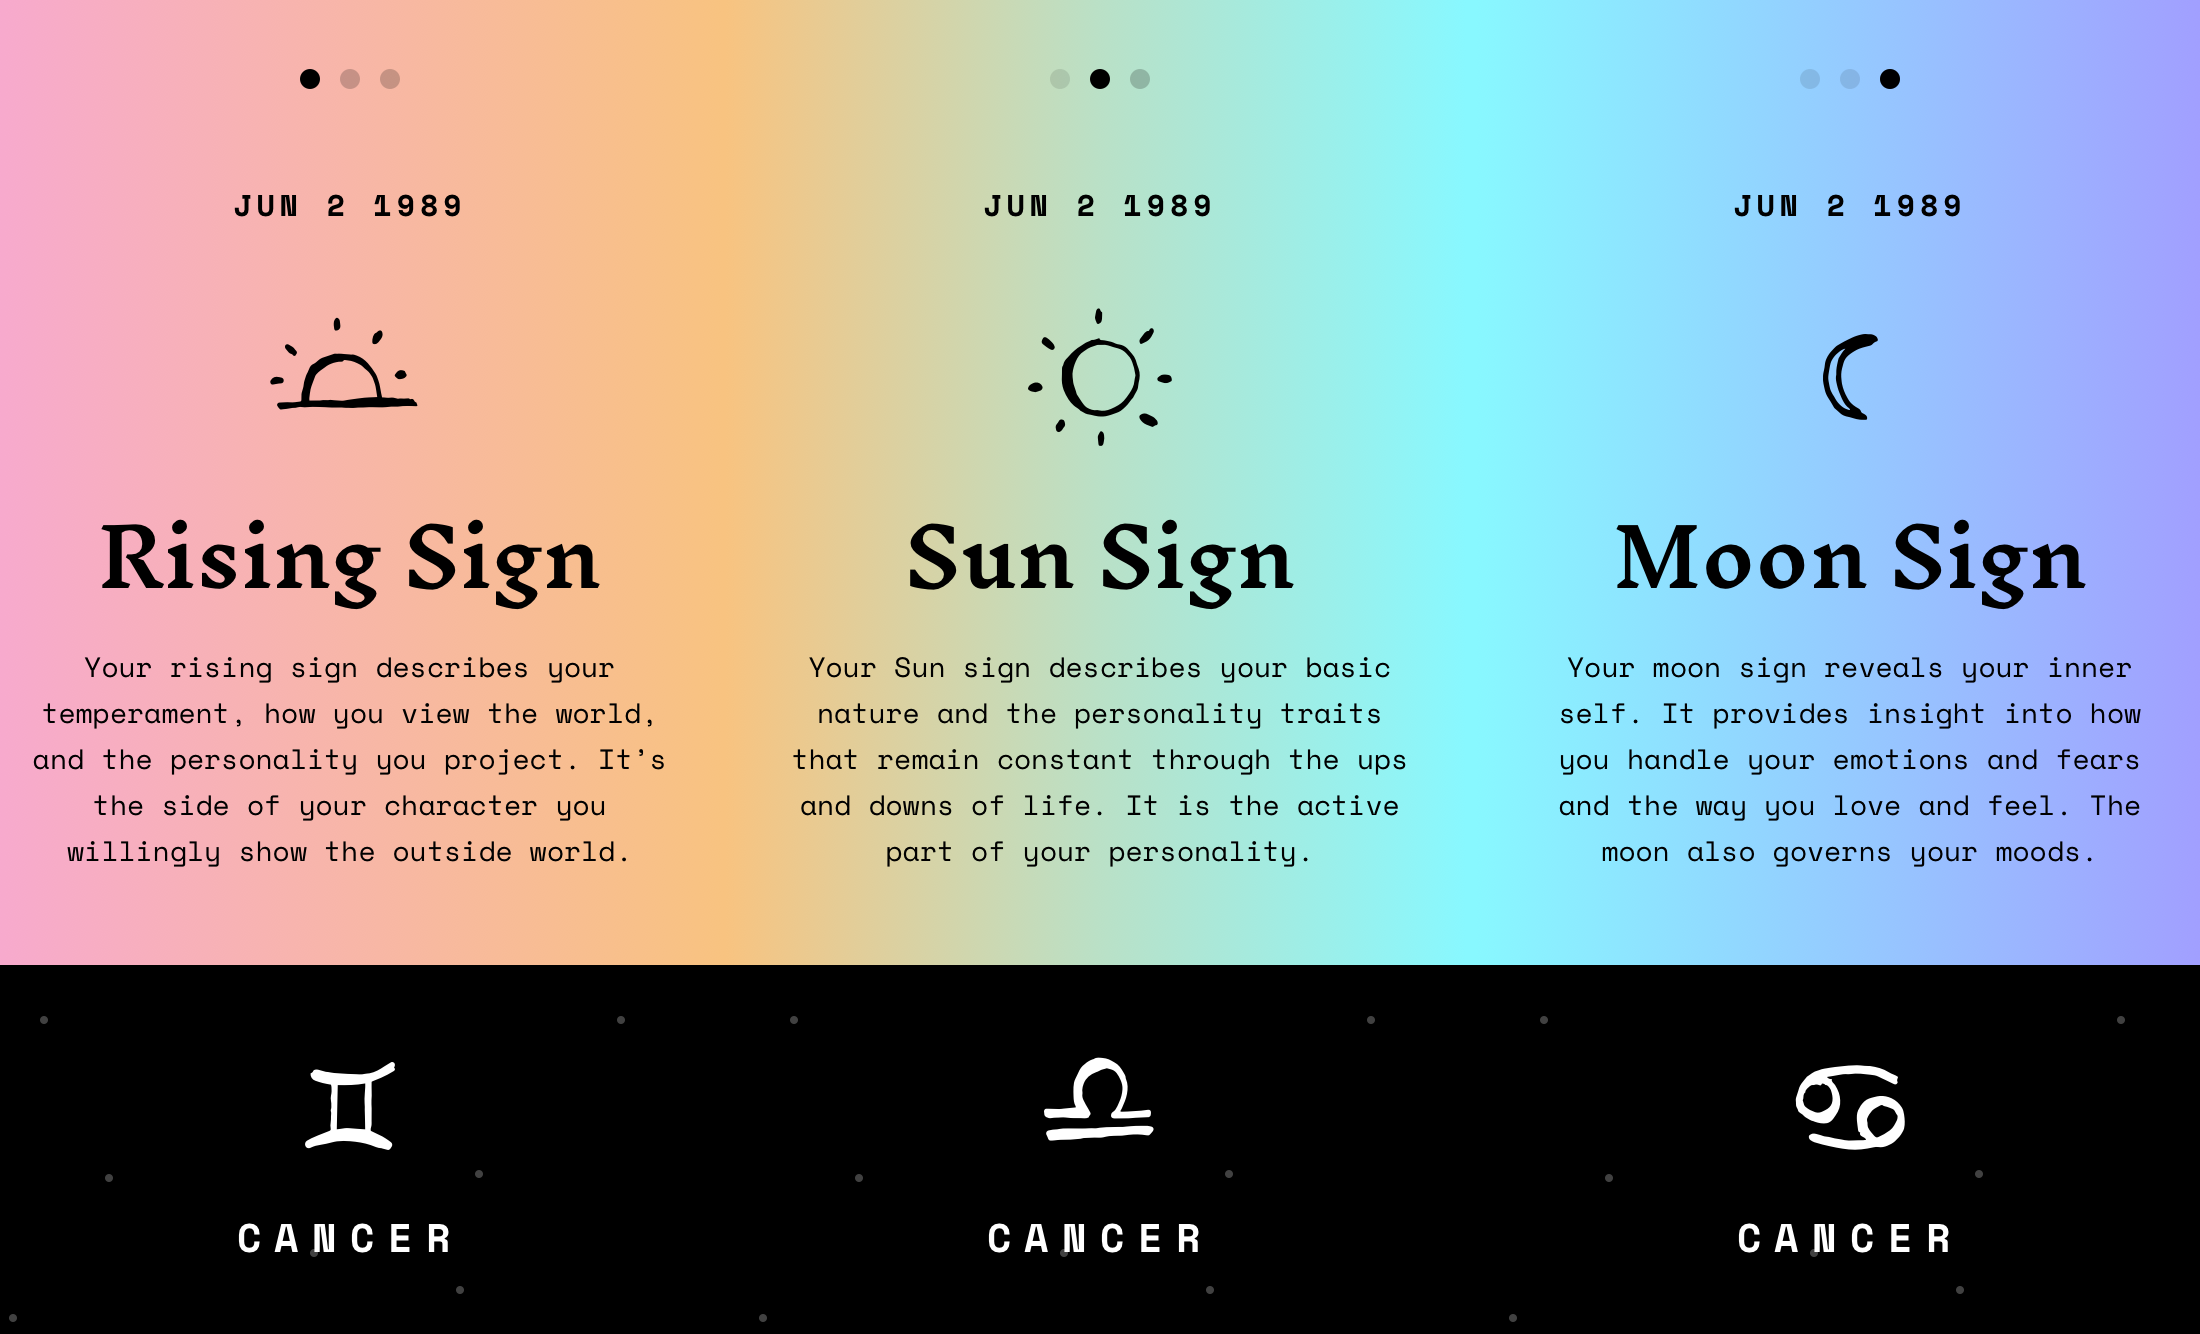 JUN 2 1989
Rising Sign
Your rising sign describes your
temperament, how you view the world,
and the personality you project. It’s
the side of your character you
willingly show the outside world.
CANCER
JUN 2 1989
Sun Sign
Your Sun sign describes your basic
nature and the personality traits
that remain constant through the ups
and downs of life. It is the active
part of your personality.
CANCER
JUN 2 1989
Moon Sign
Your moon sign reveals your inner
self. It provides insight into how
you handle your emotions and fears
and the way you love and feel. The
moon also governs your moods.
CANCER